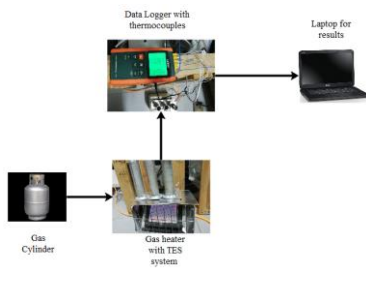 Data Logger with
thermocouples
Laptop for
results
Gas
Cylinder
Gas heater
with TES
system